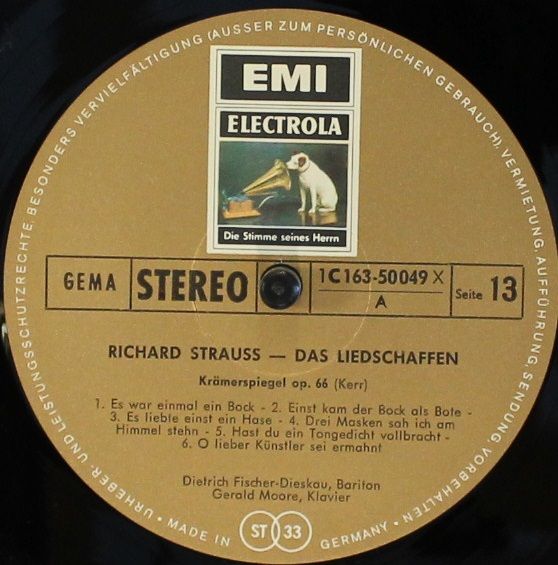 URHEBER- UND LEISTUNGSSCHUTZRECHTE, BESONDERS VERVIELFÄLTIGUNG (AUSSER ZUM PERSÖNLICHEN GEBRAUCH), VERMIETUNG, AUFFÜHRUNG, SENDUNG, VORBEHALTEN
EMI
ELECTROLA
Die Stimme seines Herrn
GEMA
STEREO
1C 163-50049 X
A
Seite 13
RICHARD STRAUSS — DAS LIEDSCHAFFEN
Krämerspiegel op. 66 (Kerr)
1. Es war einmal ein Bock - 2. Einst kam der Bock als Bote -
3. Es liebte einst ein Hase - 4. Drei Masken sah ich am
Himmel stehn - 5. Hast du ein Tongedicht vollbracht -
6. O lieber Künstler sei ermahnt
Dietrich Fischer-Dieskau, Bariton
Gerald Moore, Klavier
• MADE IN GERMANY •
ST 33